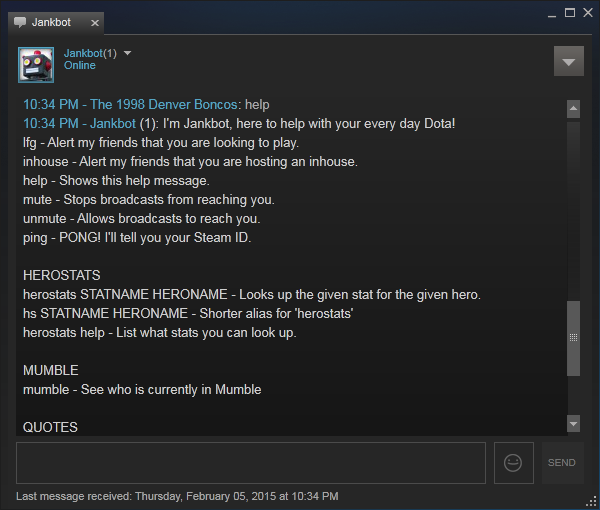 Jankbot
Jankbot(1)
Online
10:34 PM - The 1998 Denver Boncos: help
10:34 PM - Jankbot (1): I'm Jankbot, here to help with your every day Dota!
lfg - Alert my friends that you are looking to play.
inhouse - Alert my friends that you are hosting an inhouse.
help - Shows this help message.
mute - Stops broadcasts from reaching you.
unmute - Allows broadcasts to reach you.
ping - PONG! I'll tell you your Steam ID.
HEROSTATS
herostats STATNAME HERONAME - Looks up the given stat for the given hero.
hs STATNAME HERONAME - Shorter alias for 'herostats'
herostats help - List what stats you can look up.
MUMBLE
mumble - See who is currently in Mumble
QUOTES
SEND
Last message received: Thursday, February 05, 2015 at 10:34 PM